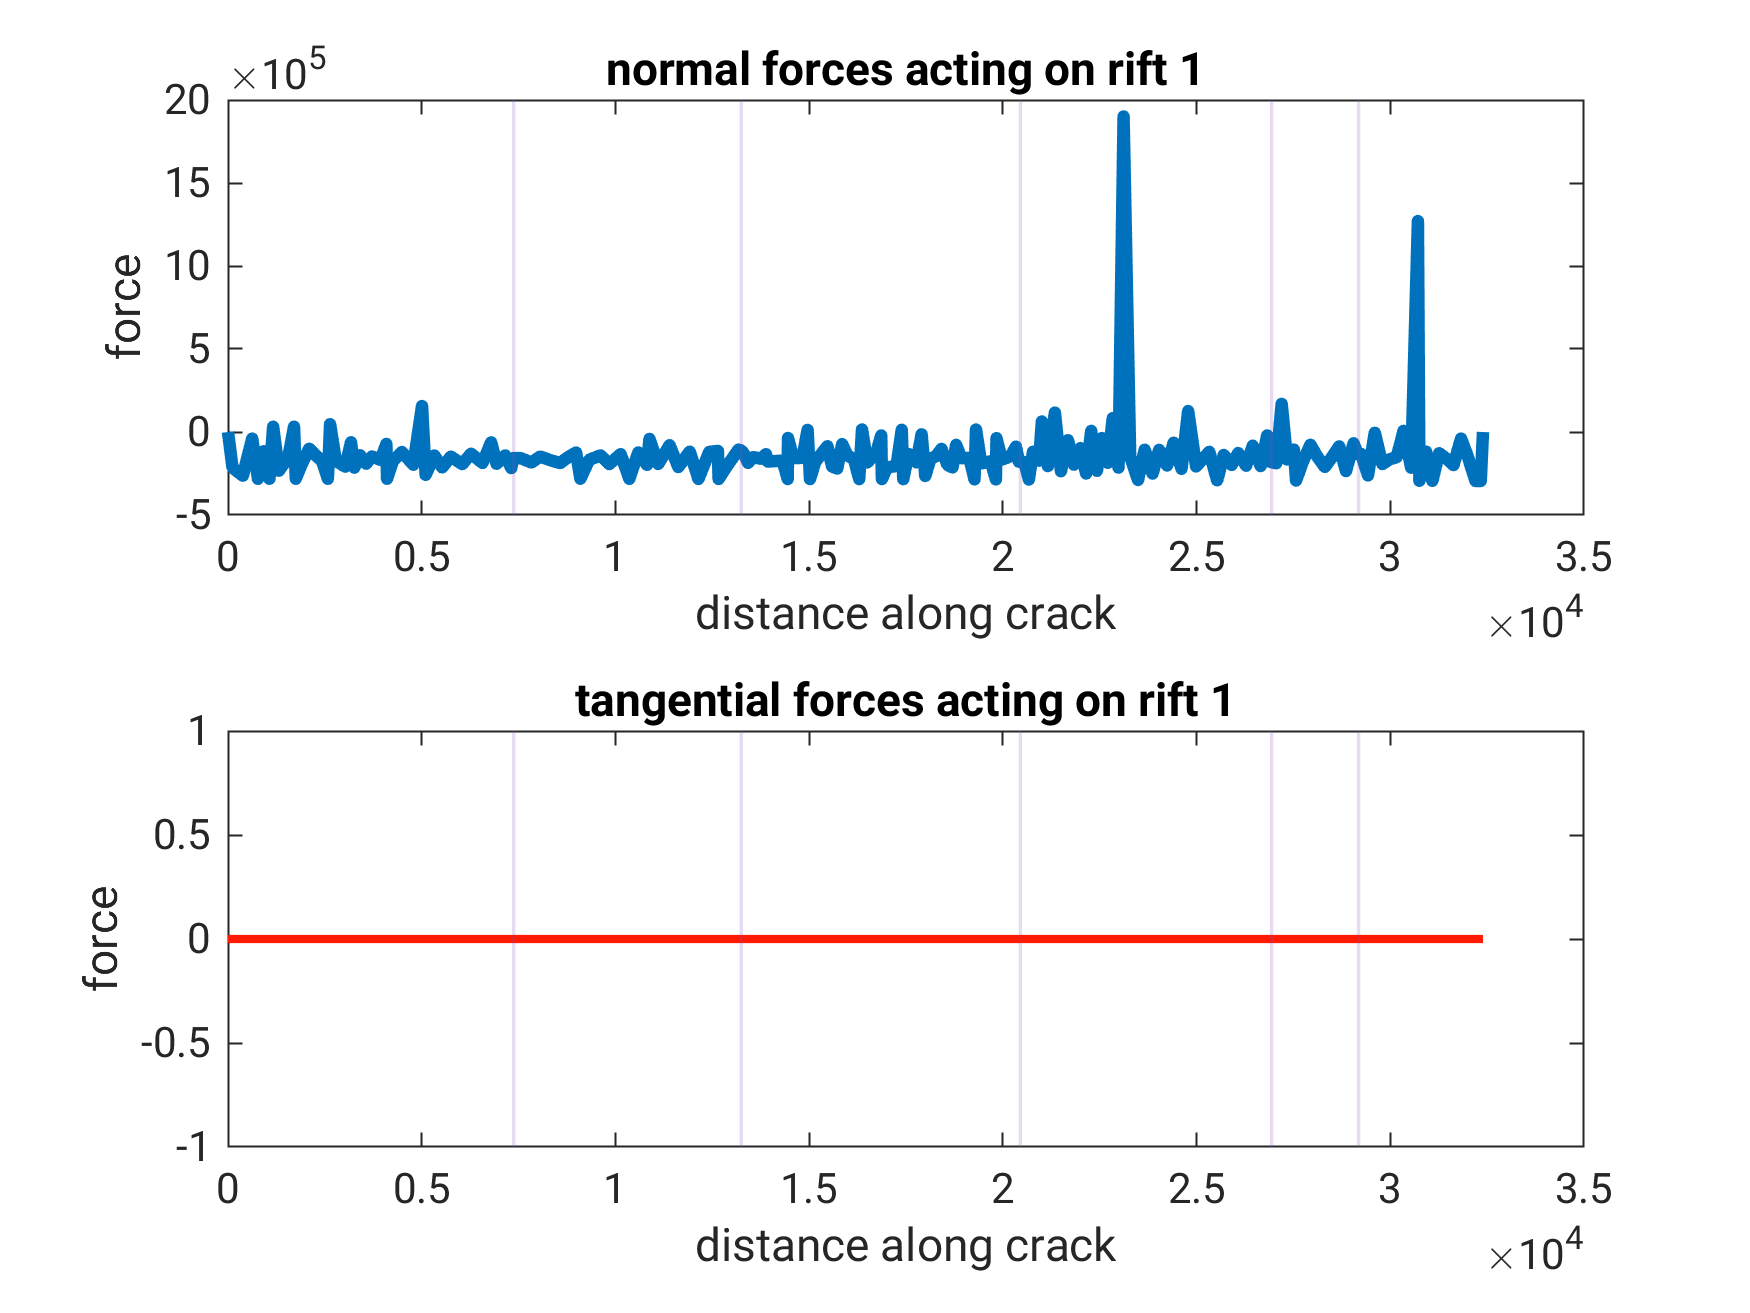 ×10^5
normal forces acting on rift 1
20
15
10
5
0
-5
force
0 0.5 1 1.5 2 2.5 3 3.5
distance along crack
×10^4
tangential forces acting on rift 1
1
0.5
0
-0.5
-1
force
0 0.5 1 1.5 2 2.5 3 3.5
distance along crack
×10^4